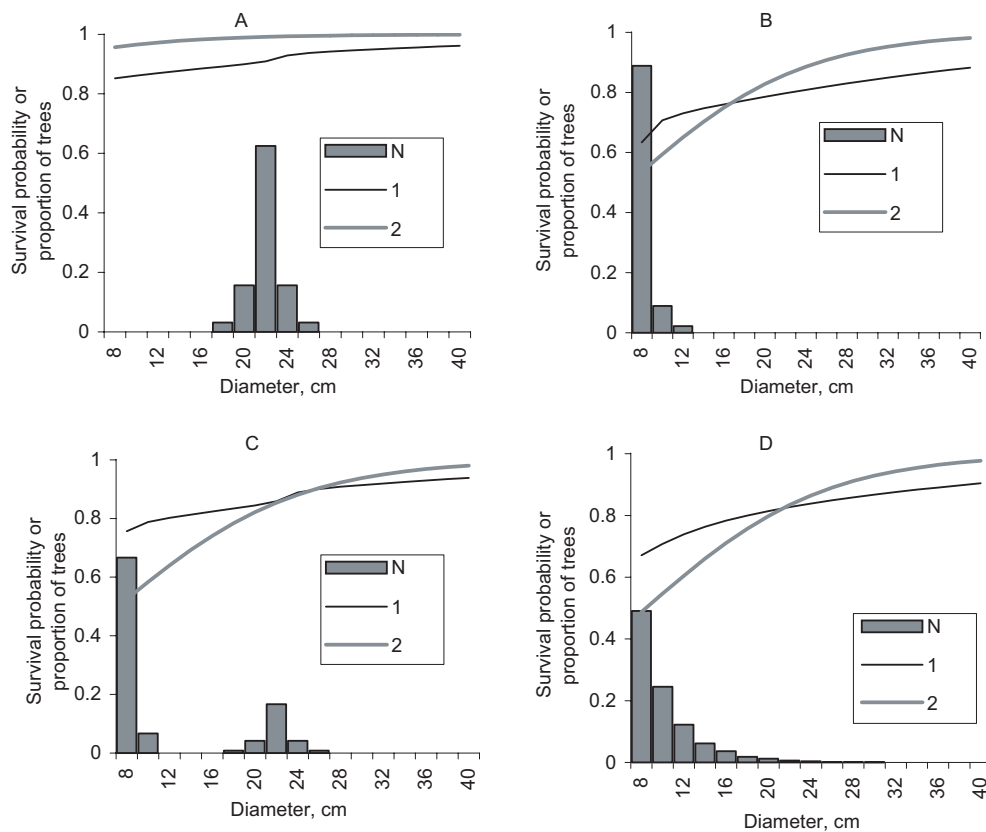 A
Survival probability or
proportion of trees
1
0.8
0.6
0.4
0.2
0
N
1
2
8 12 16 20 24 28 32 36 40
Diameter, cm
B
Survival probability or
proportion of trees
1
0.8
0.6
0.4
0.2
0
N
1
2
8 12 16 20 24 28 32 36 40
Diameter, cm
C
Survival probability or
proportion of trees
1
0.8
0.6
0.4
0.2
0
N
1
2
8 12 16 20 24 28 32 36 40
Diameter, cm
D
Survival probability or
proportion of trees
1
0.8
0.6
0.4
0.2
0
N
1
2
8 12 16 20 24 28 32 36 40
Diameter, cm